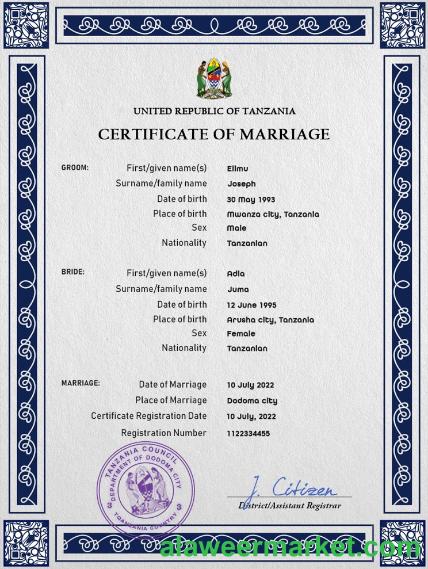 UNITED REPUBLIC OF TANZANIA
CERTIFICATE OF MARRIAGE
GROOM: First/given name(s) Elimu
Surname/family name Joseph
Date of birth 30 May 1993
Place of birth Mwanza city, Tanzania
Sex Male
Nationality Tanzanian
BRIDE: First/given name(s) Adia
Surname/family name Juma
Date of birth 12 June 1995
Place of birth Arusha city, Tanzania
Sex Female
Nationality Tanzanian
MARRIAGE: Date of Marriage 10 July 2022
Place of Marriage Dodoma city
Certificate Registration Date 10 July, 2022
Registration Number 1122334455
TANZANIA COUNCIL
DEPARTMENT OF DODOMA CITY
COUNTRY
J. Citizen
District/Assistant Registrar
alaweermarket.com